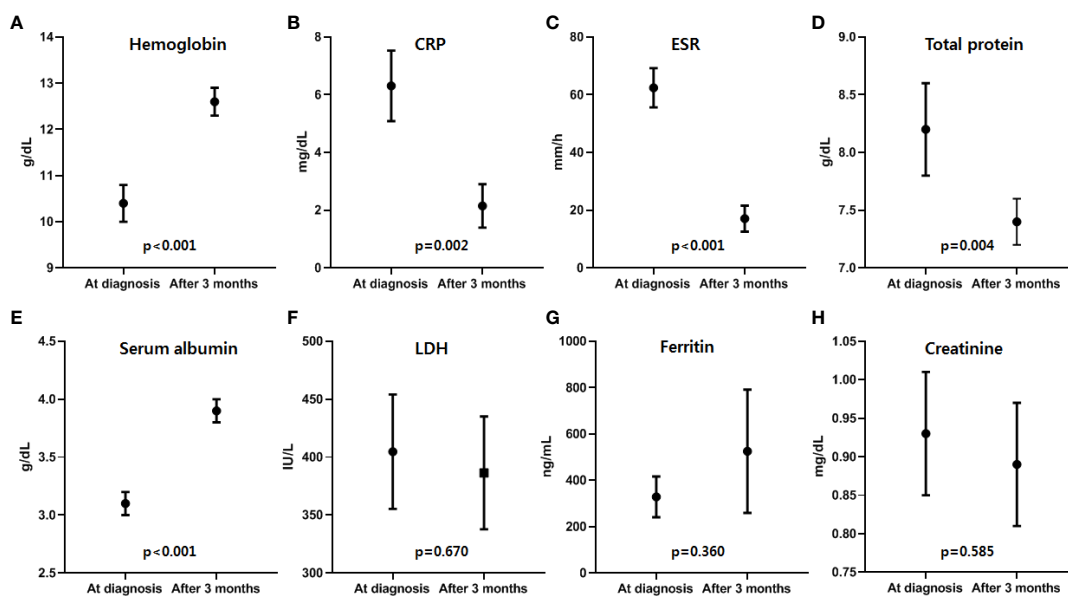 A
Hemoglobin
14
13
12
11
10
9
g/dL
p<0.001
At diagnosis After 3 months
B
CRP
8
6
4
2
0
mg/dL
p=0.002
At diagnosis After 3 months
C
ESR
80
60
40
20
0
mm/h
p<0.001
At diagnosis After 3 months
D
Total protein
9.0
8.5
8.0
7.5
7.0
g/dL
p=0.004
At diagnosis After 3 months
E
Serum albumin
4.5
4.0
3.5
3.0
2.5
g/dL
p<0.001
At diagnosis After 3 months
F
LDH
500
450
400
350
300
IU/L
p=0.670
At diagnosis After 3 months
G
Ferritin
1000
800
600
400
200
0
ng/mL
p=0.360
At diagnosis After 3 months
H
Creatinine
1.05
1.00
0.95
0.90
0.85
0.80
0.75
mg/dL
p=0.585
At diagnosis After 3 months